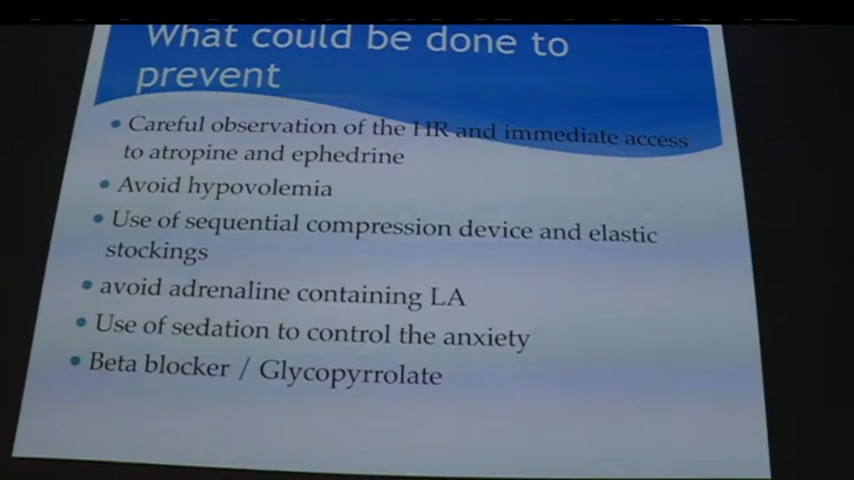 What could be done to
prevent
Careful observation of the HR and immediate access
to atropine and ephedrine
Avoid hypovolemia
Use of sequential compression device and elastic
stockings
avoid adrenaline containing LA
Use of sedation to control the anxiety
Beta blocker / Glycopyrrolate